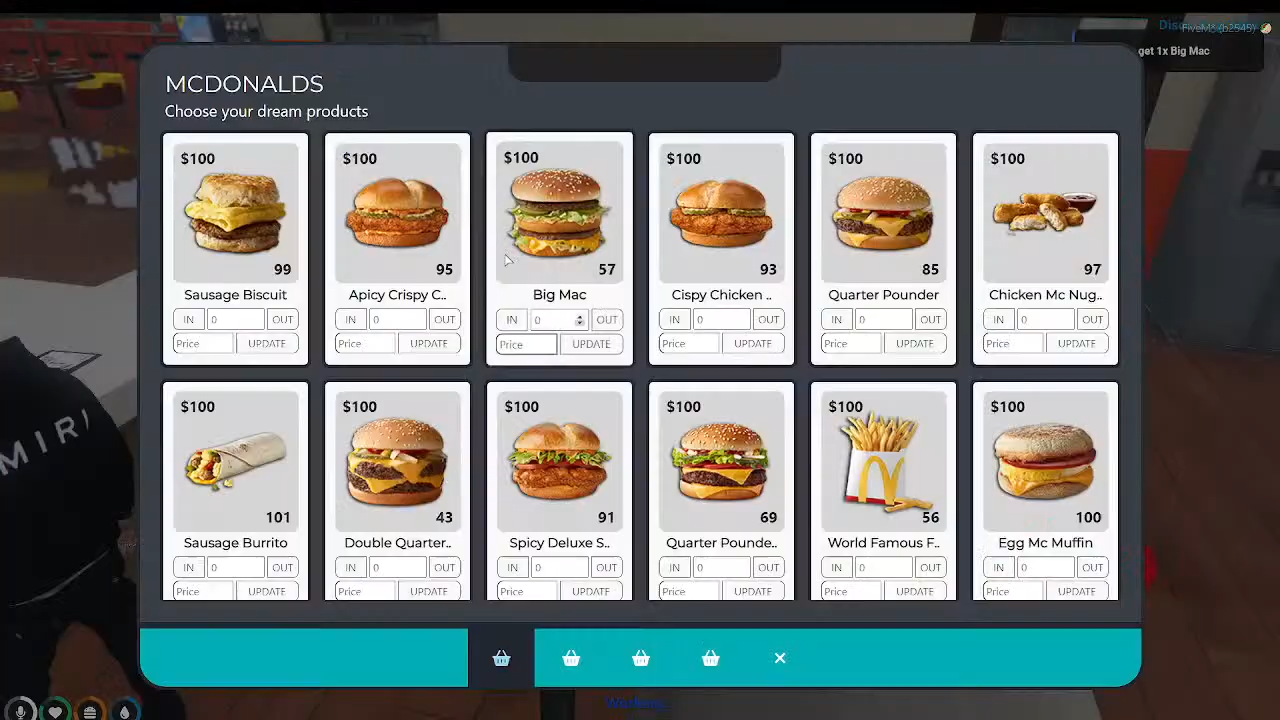 FiveM® (b2545)
get 1x Big Mac
MCDONALDS
Choose your dream products
$100 $100 $100 $100 $100 $100
99 95 57 93 85 97
Sausage Biscuit Apicy Crispy C.. Big Mac Cispy Chicken .. Quarter Pounder Chicken Mc Nug..
IN 0 OUT IN 0 OUT IN 0 OUT IN 0 OUT IN 0 OUT IN 0 OUT
Price UPDATE Price UPDATE Price UPDATE Price UPDATE Price UPDATE Price UPDATE
$100 $100 $100 $100 $100 $100
101 43 91 69 56 100
Sausage Burrito Double Quarter.. Spicy Deluxe S.. Quarter Pounde.. World Famous F.. Egg Mc Muffin
IN 0 OUT IN 0 OUT IN 0 OUT IN 0 OUT IN 0 OUT IN 0 OUT
Price UPDATE Price UPDATE Price UPDATE Price UPDATE Price UPDATE Price UPDATE
MIRI